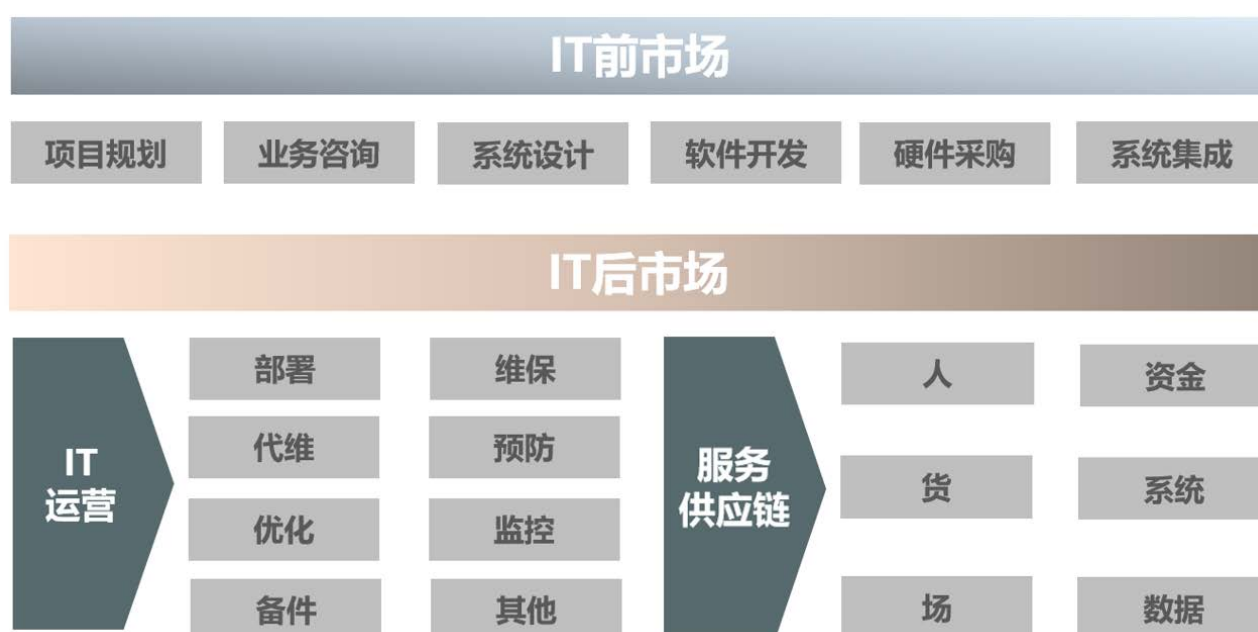 IT前市场
项目规划
业务咨询
系统设计
软件开发
硬件采购
系统集成
IT后市场
IT
运营
部署
维保
代维
预防
优化
监控
备件
其他
服务
供应链
人
资金
货
系统
场
数据